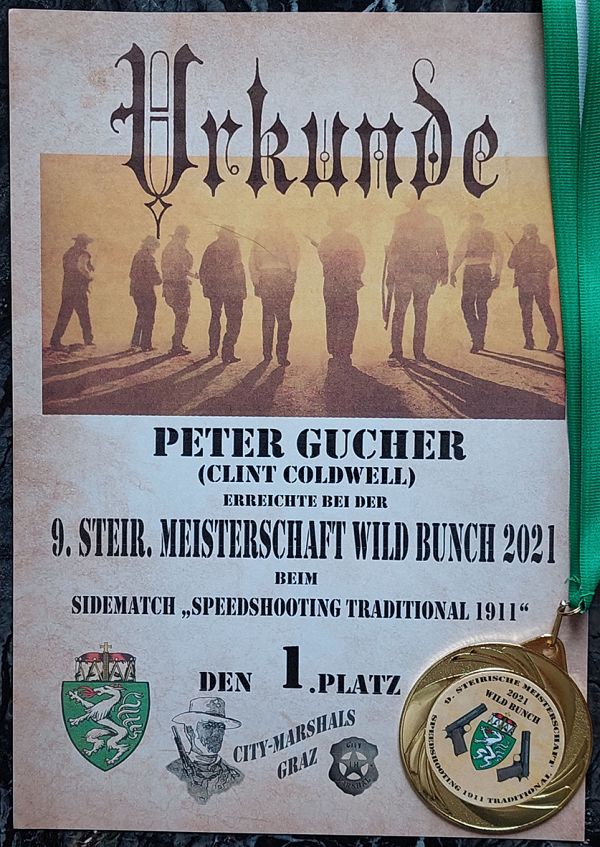 Urkunde
PETER GUCHER
(CLINT COLDWELL)
ERREICHTE BEI DER
9. STEIR. MEISTERSCHAFT WILD BUNCH 2021
BEIM
SIDEMATCH „SPEEDSHOOTING TRADITIONAL 1911“
DEN 1.PLATZ
CITY-MARSHALS
GRAZ
CITY
9. STEIRISCHE MEISTERSCHAFT
2021
WILD BUNCH
SPEEDSHOOTING 1911 TRADITIONAL